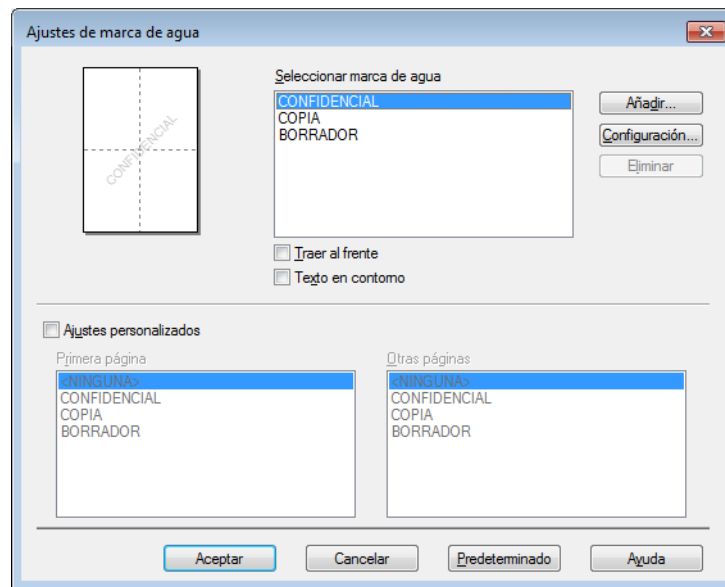 Ajustes de marca de agua
Seleccionar marca de agua
CONFIDENCIAL
COPIA
BORRADOR
CONFIDENCIAL
Añadir...
Configuración...
Eliminar
Traer al frente
Texto en contorno
Ajustes personalizados
Primera página
<NINGUNA>
CONFIDENCIAL
COPIA
BORRADOR
Otras páginas
<NINGUNA>
CONFIDENCIAL
COPIA
BORRADOR
Aceptar
Cancelar
Predeterminado
Ayuda